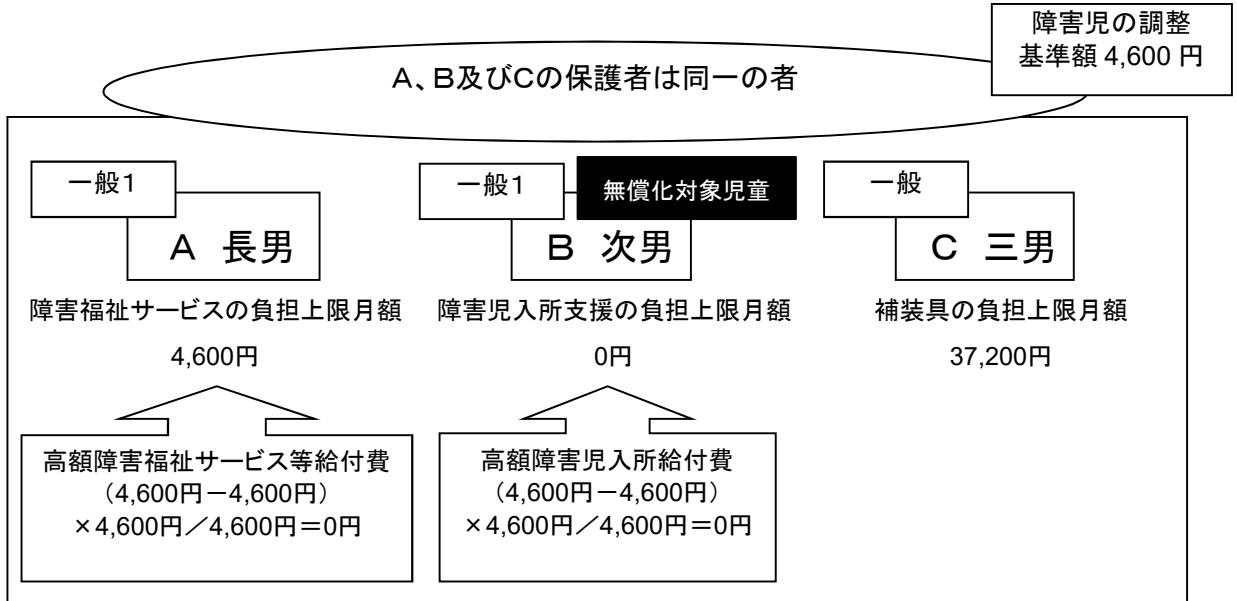 障害児の調整
基準額 4,600 円
A、B及びCの保護者は同一の者
一般1
A 長男
障害福祉サービスの負担上限月額
4,600円
高額障害福祉サービス等給付費
(4,600円-4,600円)
×4,600円/4,600円=0円
一般1
無償化対象児童
B 次男
障害児入所支援の負担上限月額
0円
高額障害児入所給付費
(4,600円-4,600円)
×4,600円/4,600円=0円
一般
C 三男
補装具の負担上限月額
37,200円